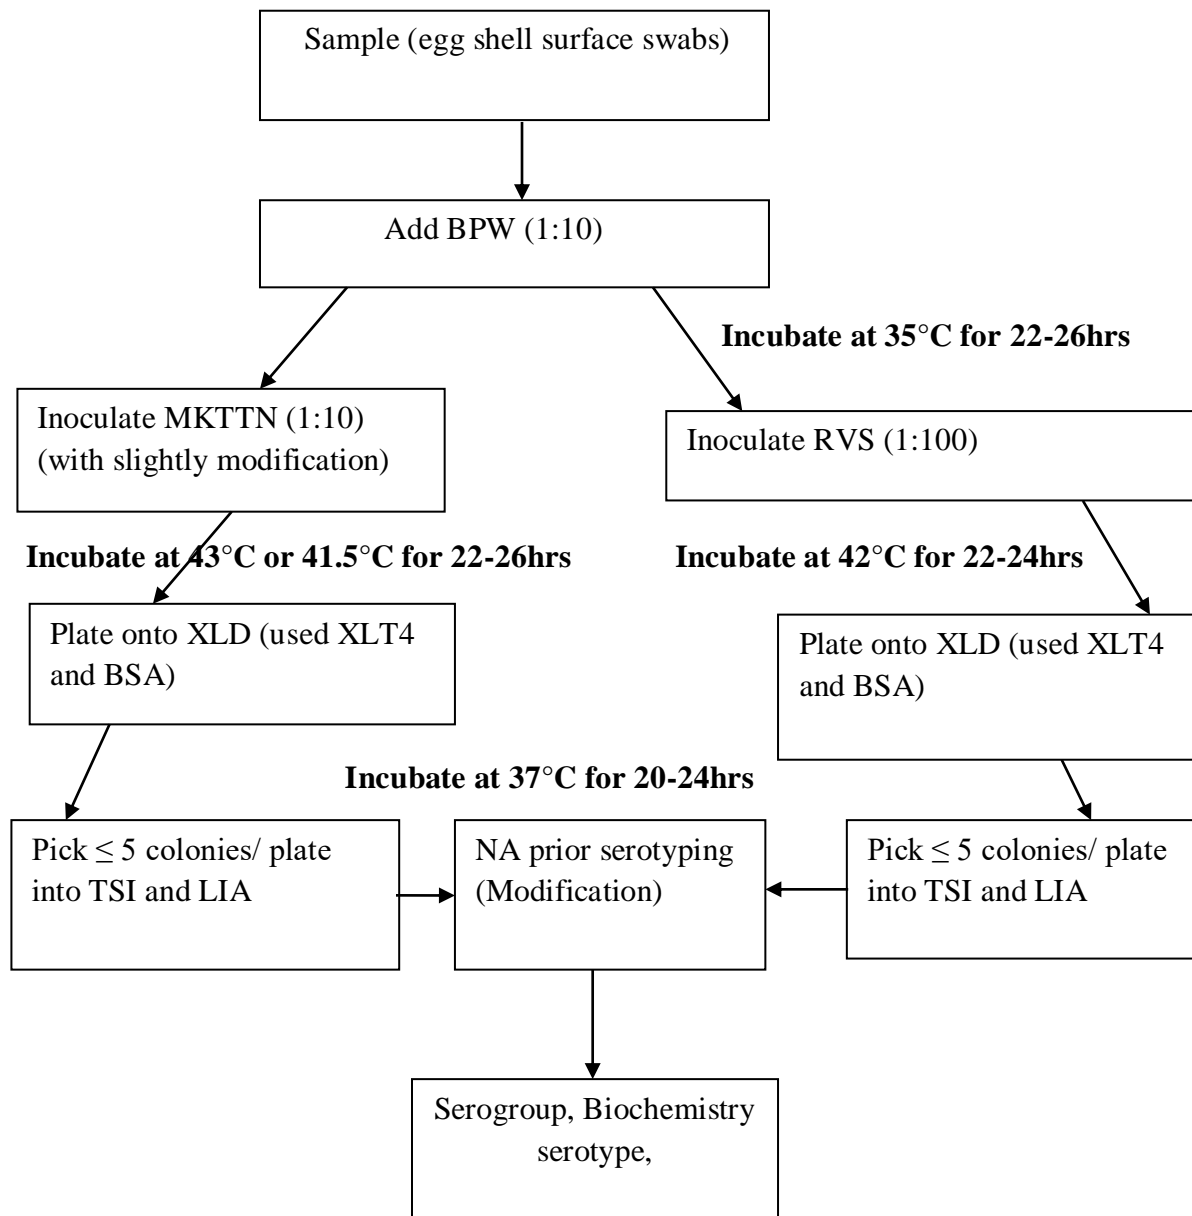 Sample (egg shell surface swabs)
Add BPW (1:10)
Incubate at 35°C for 22-26hrs
Inoculate MKTTN (1:10)
(with slightly modification)
Inoculate RVS (1:100)
Incubate at 43°C or 41.5°C for 22-26hrs
Incubate at 42°C for 22-24hrs
Plate onto XLD (used XLT4
and BSA)
Plate onto XLD (used XLT4
and BSA)
Incubate at 37°C for 20-24hrs
Pick ≤ 5 colonies/ plate
into TSI and LIA
NA prior serotyping
(Modification)
Pick ≤ 5 colonies/ plate
into TSI and LIA
Serogroup, Biochemistry
serotype,